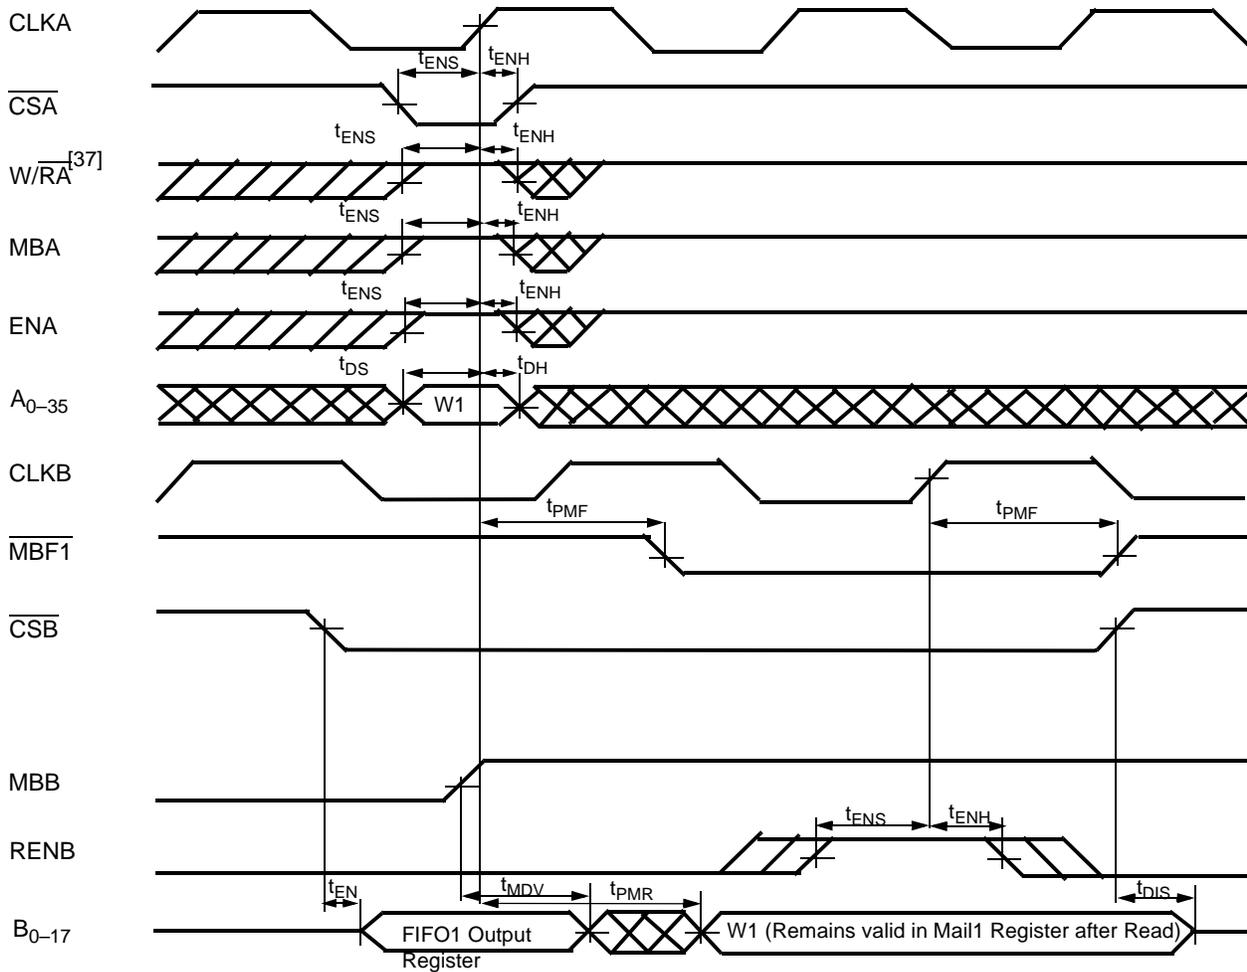 CLKA
tENS tENH
CSA
tENS tENH
W/RA[37]
tENS tENH
MBA
tENS tENH
ENA
tDS tDH
A0–35
W1
CLKB
tPMF tPMF
MBF1
CSB
MBB
tENS tENH
RENB
tEN tMDV tPMR tDIS
B0–17
FIFO1 Output
Register
W1 (Remains valid in Mail1 Register after Read)